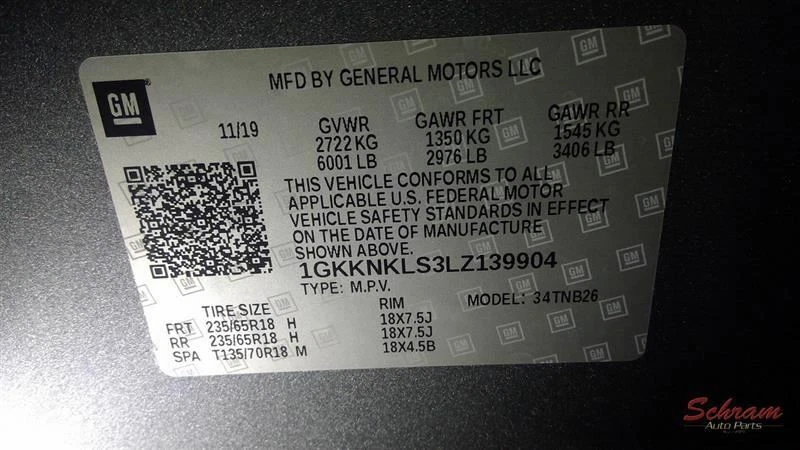 MFD BY GENERAL MOTORS LLC
GM
11/19 GVWR GAWR FRT GAWR RR
2722 KG 1350 KG 1545 KG
6001 LB 2976 LB 3406 LB
THIS VEHICLE CONFORMS TO ALL
APPLICABLE U.S. FEDERAL MOTOR
VEHICLE SAFETY STANDARDS IN EFFECT
ON THE DATE OF MANUFACTURE
SHOWN ABOVE.
1GKKNKLS3LZ139904
TYPE: M.P.V. MODEL: 34TNB26
TIRE SIZE RIM
FRT 235/65R18 H 18X7.5J
RR 235/65R18 H 18X7.5J
SPA T135/70R18 M 18X4.5B
Schram
Auto Parts